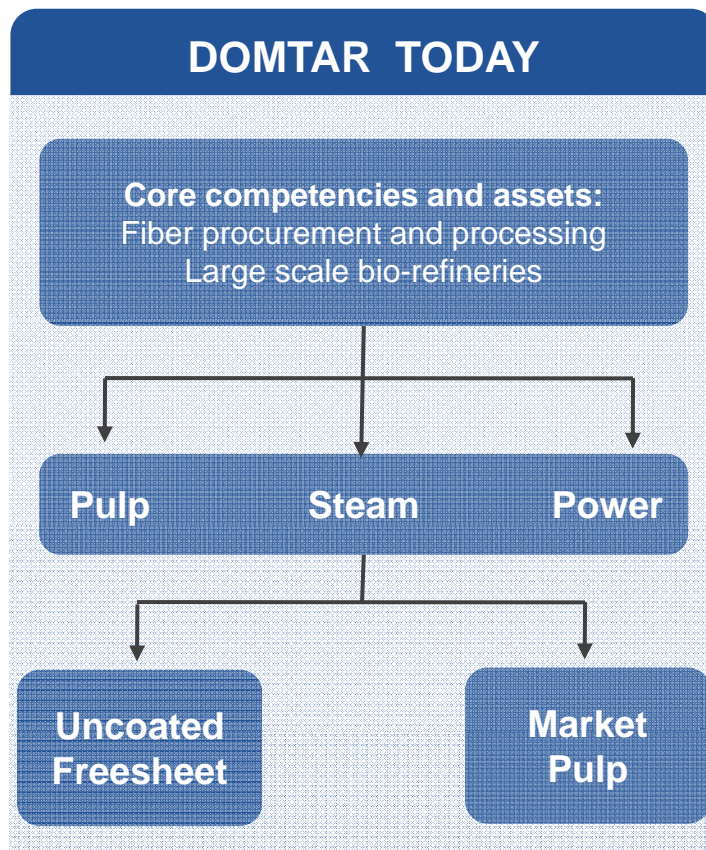 DOMTAR TODAY
Core competencies and assets:
Fiber procurement and processing
Large scale bio-refineries
Pulp Steam Power
Uncoated
Freesheet
Market
Pulp